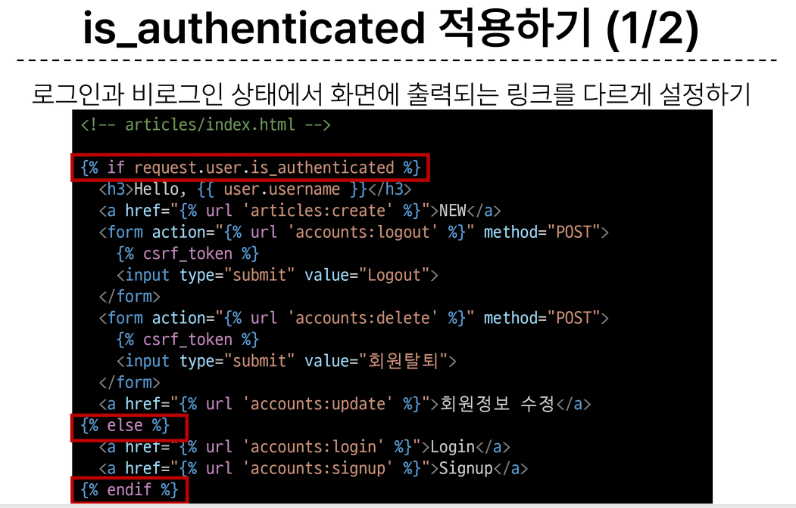 is_authenticated 적용하기 (1/2)
로그인과 비로그인 상태에서 화면에 출력되는 링크를 다르게 설정하기
<!-- articles/index.html -->
{% if request.user.is_authenticated %}
<h3>Hello, {{ user.username }}</h3>
<a href="{% url 'articles:create' %}">NEW</a>
<form action="{% url 'accounts:logout' %}" method="POST">
{% csrf_token %}
<input type="submit" value="Logout">
</form>
<form action="{% url 'accounts:delete' %}" method="POST">
{% csrf_token %}
<input type="submit" value="회원탈퇴">
</form>
<a href="{% url 'accounts:update' %}">회원정보 수정</a>
{% else %}
<a href="{% url 'accounts:login' %}">Login</a>
<a href="{% url 'accounts:signup' %}">Signup</a>
{% endif %}